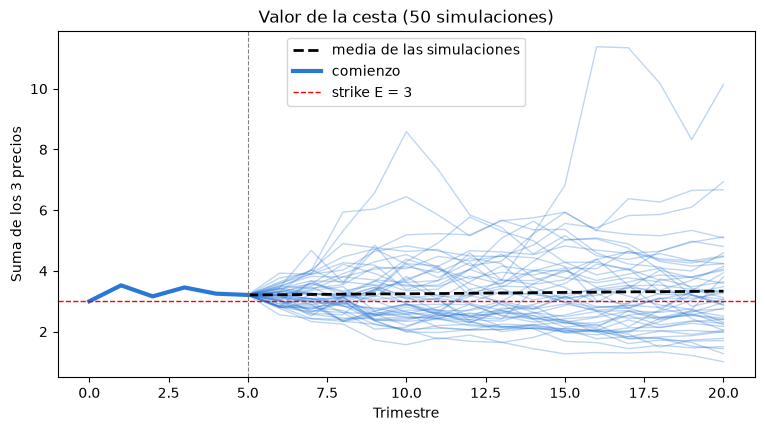 Valor de la cesta (50 simulaciones)
media de las simulaciones
comienzo
strike E = 3
Suma de los 3 precios
10
8
6
4
2
0.0 2.5 5.0 7.5 10.0 12.5 15.0 17.5 20.0
Trimestre